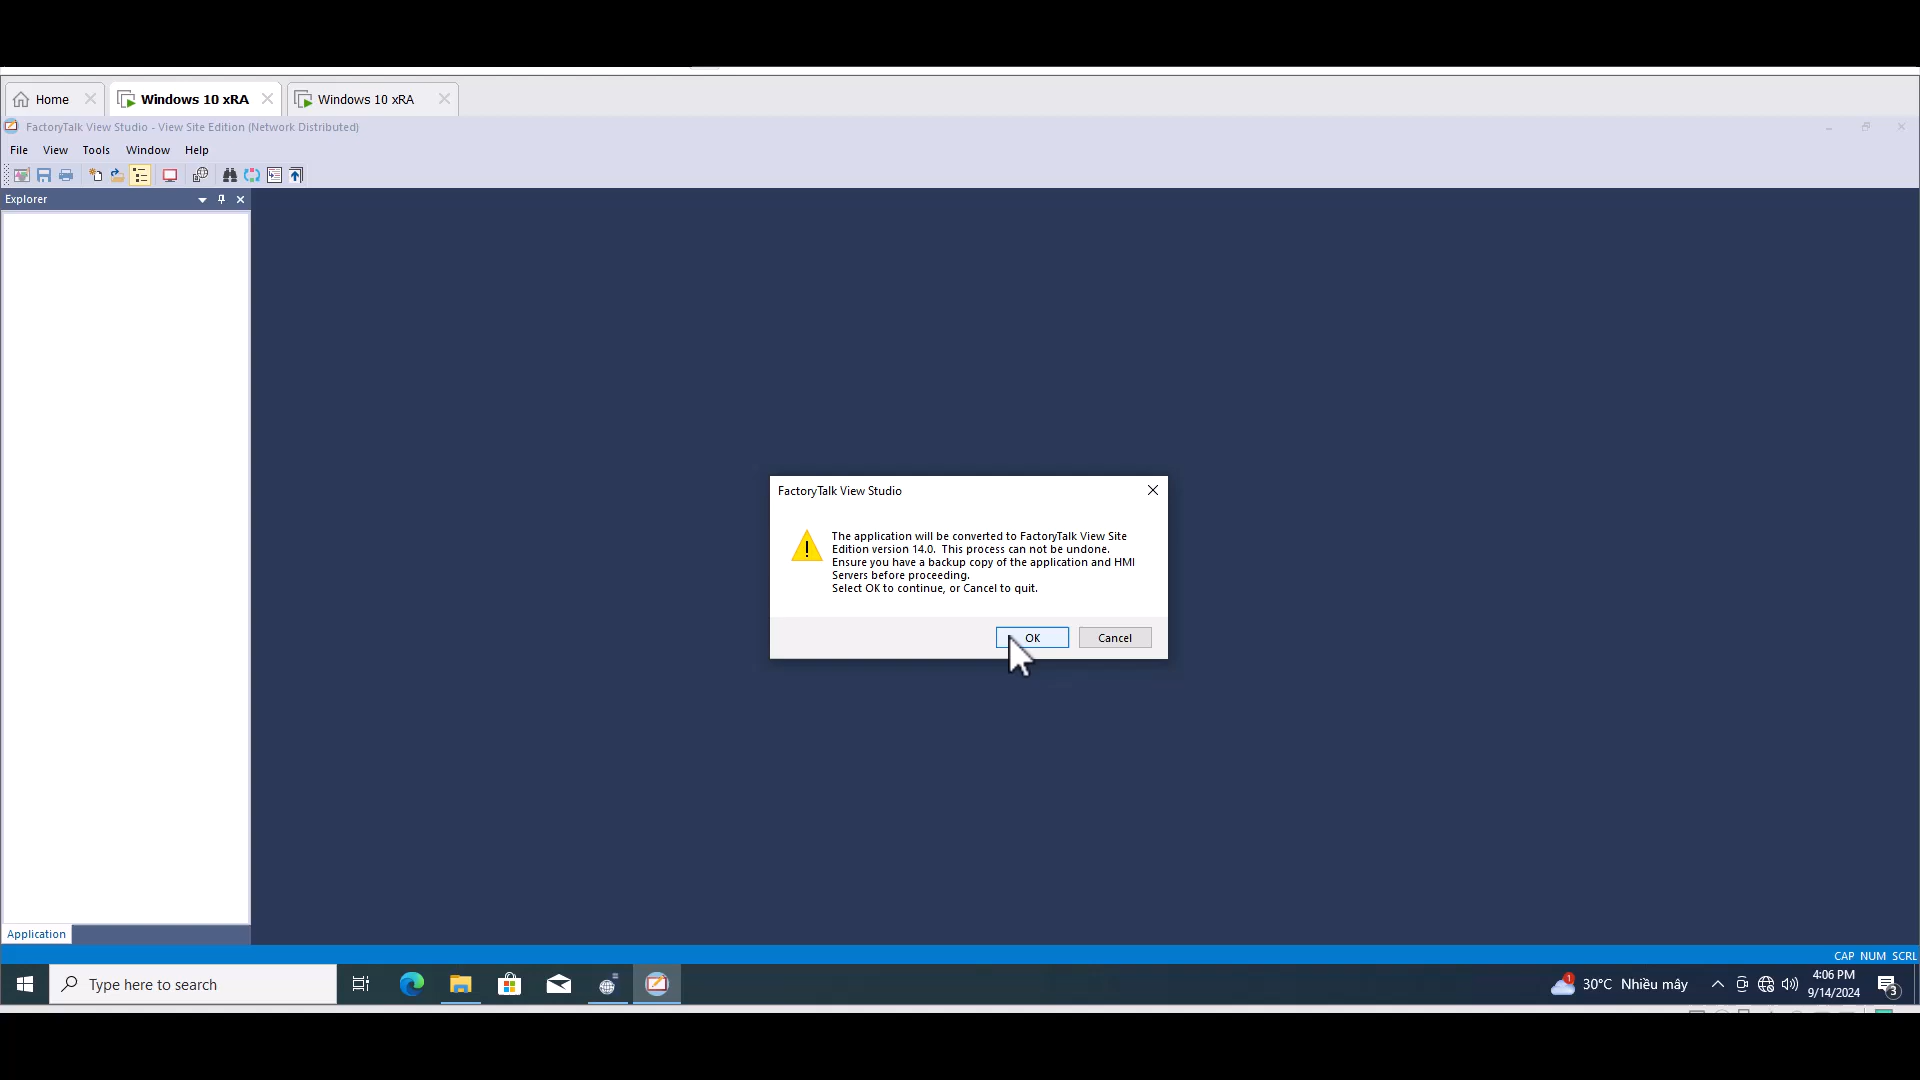 Home
Windows 10 xRA
Windows 10 xRA
FactoryTalk View Studio - View Site Edition (Network Distributed)
File View Tools Window Help
Explorer
FactoryTalk View Studio
The application will be converted to FactoryTalk View Site
Edition version 14.0. This process can not be undone.
Ensure you have a backup copy of the application and HMI
Servers before proceeding.
Select OK to continue, or Cancel to quit.
OK
Cancel
Application
CAP NUM SCRL
Type here to search
1
30°C Nhiều mây
4:06 PM
9/14/2024
3